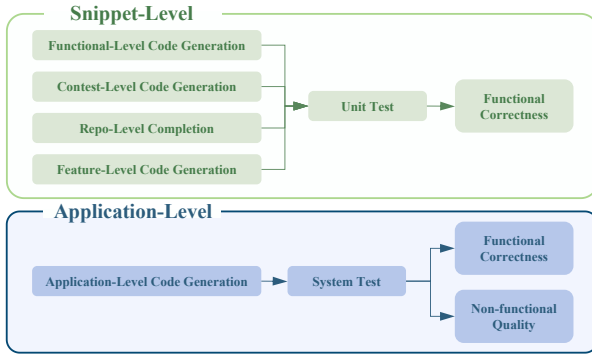 Snippet-Level
Functional-Level Code Generation
Contest-Level Code Generation
Repo-Level Completion
Feature-Level Code Generation
Unit Test
Functional
Correctness
Application-Level
Application-Level Code Generation
System Test
Functional
Correctness
Non-functional
Quality